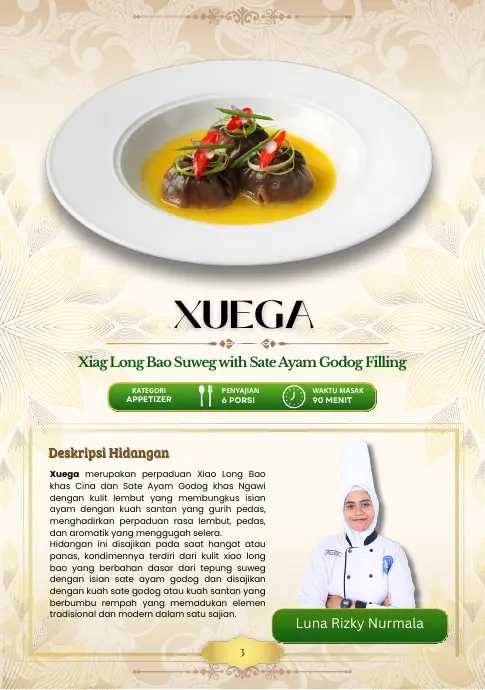 XUEGA
Xiag Long Bao Suweg with Sate Ayam Godog Filling
KATEGORI
APPETIZER
PENYAJIAN
6 PORSI
WAKTU MASAK
90 MENIT
Deskripsi Hidangan
Xuega merupakan perpaduan Xiao Long Bao
khas Cina dan Sate Ayam Godog khas Ngawi
dengan kulit lembut yang membungkus isian
ayam dengan kuah santan yang gurih pedas,
menghadirkan perpaduan rasa lembut, pedas,
dan aromatik yang menggugah selera.
Hidangan ini disajikan pada saat hangat atau
panas, kondimennya terdiri dari kulit xiao long
bao yang berbahan dasar dari tepung suweg
dengan isian sate ayam godog dan disajikan
dengan kuah sate godog atau kuah santan yang
berbumbu rempah yang memadukan elemen
tradisional dan modern dalam satu sajian.
Luna Rizky Nurmala
3